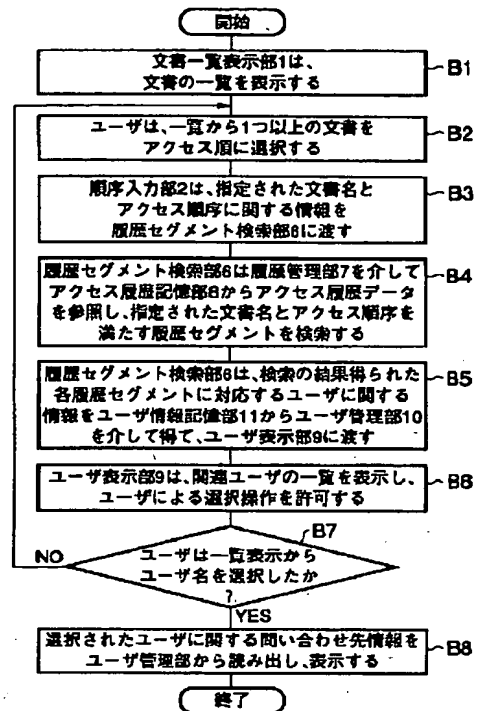 開始
文書一覧表示部1は、
文書の一覧を表示する
B1
ユーザは、一覧から1つ以上の文書を
アクセス順に選択する
B2
順序入力部2は、指定された文書名と
アクセス順序に関する情報を
履歴セグメント検索部6に渡す
B3
履歴セグメント検索部6は履歴管理部7を介して
アクセス履歴記憶部8からアクセス履歴データ
を参照し、指定された文書名とアクセス順序を
満たす履歴セグメントを検索する
B4
履歴セグメント検索部6は、検索の結果得られた
各履歴セグメントに対応するユーザに関する
情報をユーザ情報記憶部11からユーザ管理部10
を介して得て、ユーザ表示部9に渡す
B5
ユーザ表示部9は、関連ユーザの一覧を表示し、
ユーザによる選択操作を許可する
B6
B7
NO
ユーザは一覧表示から
ユーザ名を選択したか
?
YES
選択されたユーザに関する問い合わせ先情報を
ユーザ管理部から読み出し、表示する
B8
終了